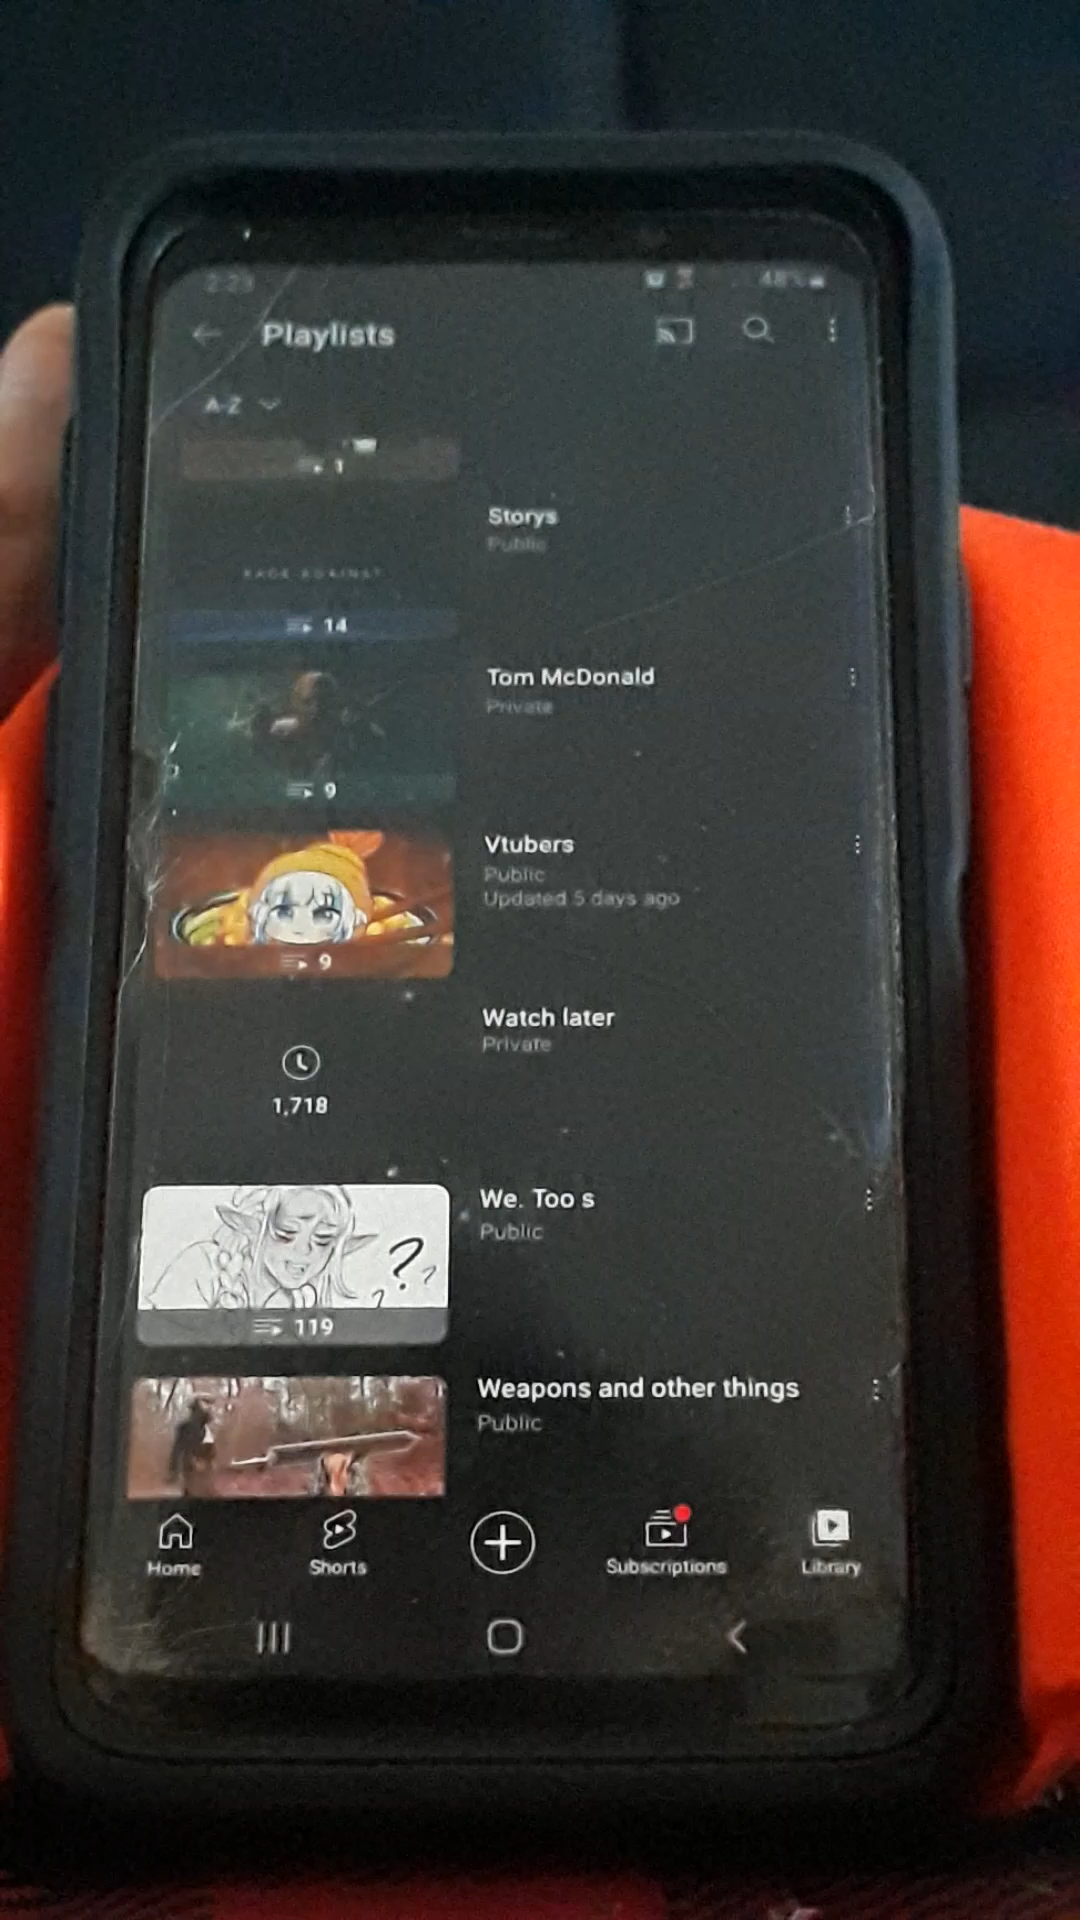 2:23
48%
Playlists
A-Z
1
Storys
Public
RAGE AGAINST
14
Tom McDonald
Private
9
Vtubers
Public
Updated 5 days ago
9
Watch later
Private
1,718
We. Too s
Public
??
?
119
Weapons and other things
Public
Home
Shorts
Subscriptions
Library